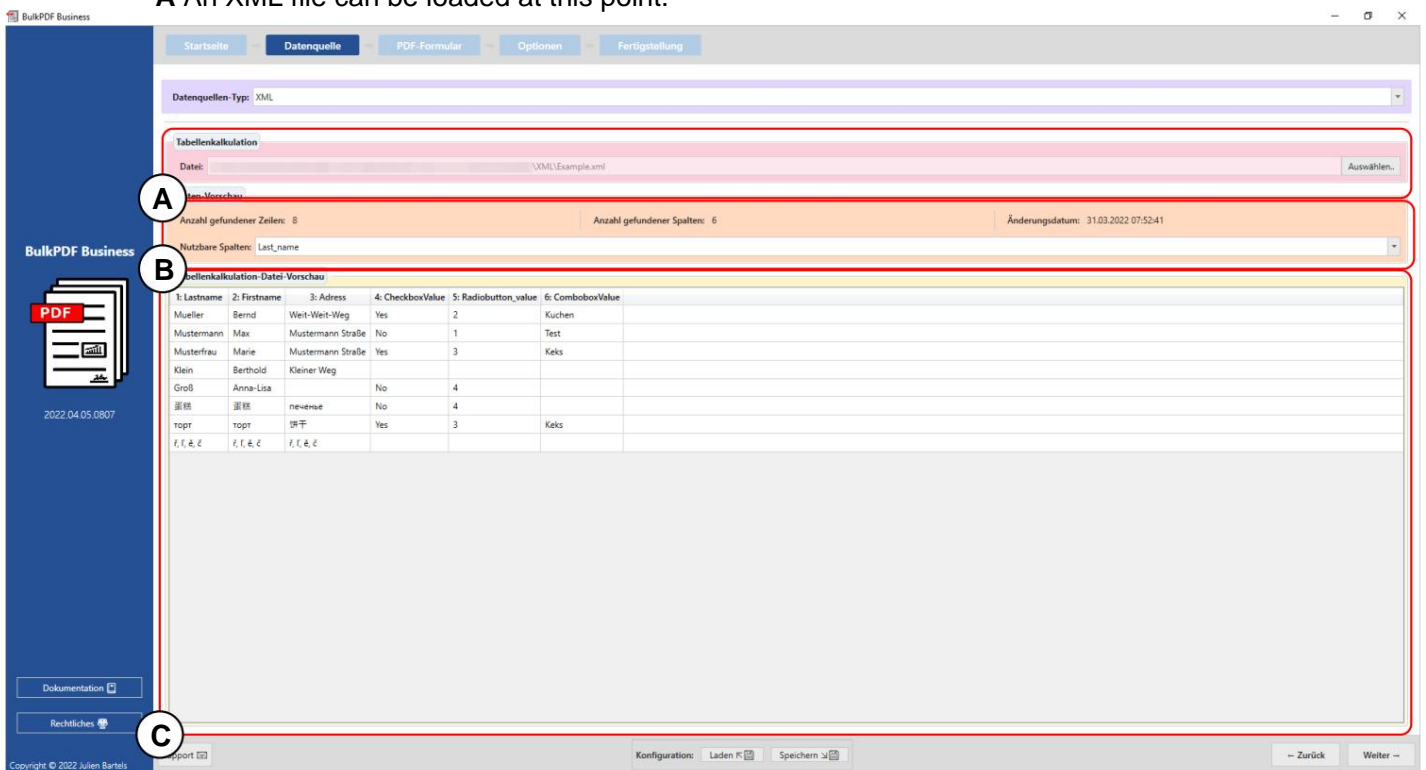 A An XML file can be loaded at this point.
BulkPDF Business
Startseite
Datenquelle
PDF-Formular
Optionen
Fertigstellung
Datenquellen-Typ: XML
Tabellenkalkulation
Datei: \XML\Example.xml Auswählen..
A
Anzahl gefundener Zeilen: 8 Anzahl gefundener Spalten: 6 Änderungsdatum: 31.03.2022 07:52:41
Nutzbare Spalten: Last_name
B
BulkPDF Business
PDF
2022.04.05.0807
1: Lastname 2: Firstname 3: Adress 4: CheckboxValue 5: Radiobutton_value 6: ComboboxValue
Mueller Bernd Weit-Weit-Weg Yes 2 Kuchen
Mustermann Max Mustermann Straße No 1 Test
Musterfrau Marie Mustermann Straße Yes 3 Keks
Klein Berthold Kleiner Weg
Groß Anna-Lisa No 4
蛋糕 蛋糕 печенье No 4
торт торт 饼干 Yes 3 Keks
Dokumentation
Rechtliches
C
Konfiguration: Laden Speichern
← Zurück Weiter →
Copyright © 2022 Julien Bartels